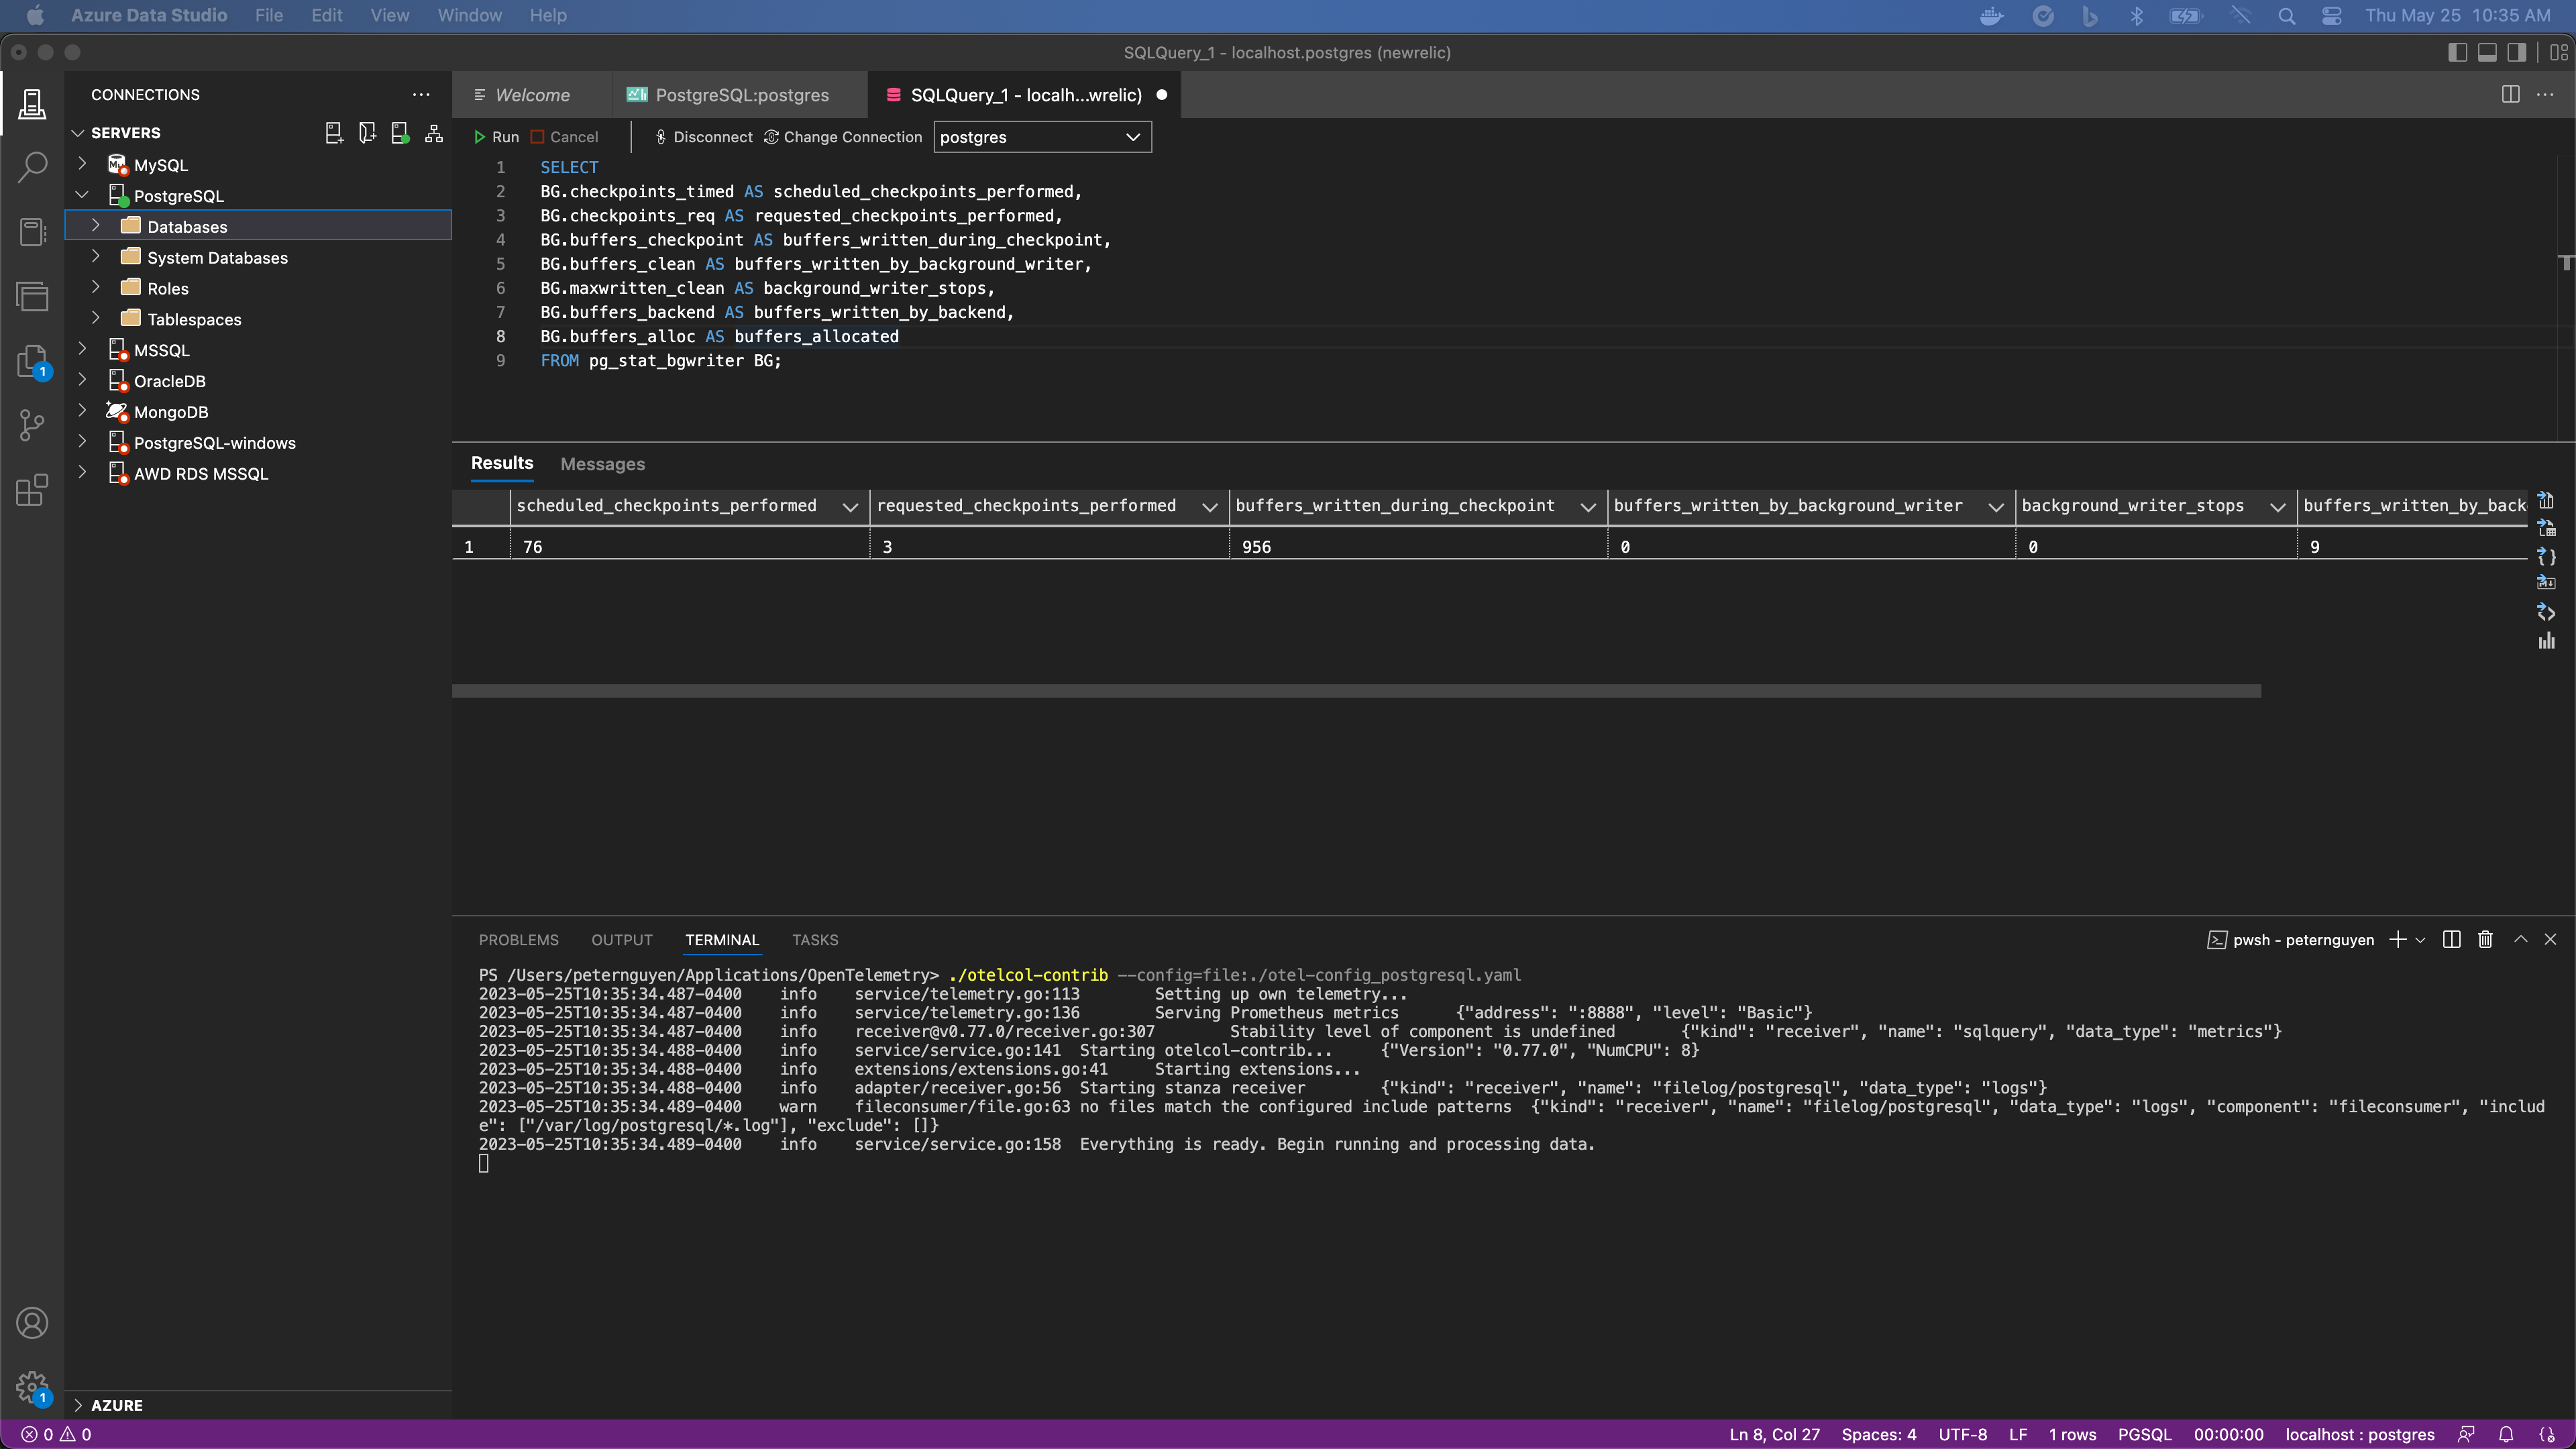 Azure Data Studio File Edit View Window Help Thu May 25 10:35 AM
SQLQuery_1 - localhost.postgres (newrelic)
CONNECTIONS
SERVERS
MySQL
PostgreSQL
Databases
System Databases
Roles
Tablespaces
MSSQL
OracleDB
MongoDB
PostgreSQL-windows
AWD RDS MSSQL
AZURE
1
1
Welcome PostgreSQL:postgres SQLQuery_1 - localh...wrelic)
Run Cancel Disconnect Change Connection postgres
1 SELECT
2 BG.checkpoints_timed AS scheduled_checkpoints_performed,
3 BG.checkpoints_req AS requested_checkpoints_performed,
4 BG.buffers_checkpoint AS buffers_written_during_checkpoint,
5 BG.buffers_clean AS buffers_written_by_background_writer,
6 BG.maxwritten_clean AS background_writer_stops,
7 BG.buffers_backend AS buffers_written_by_backend,
8 BG.buffers_alloc AS buffers_allocated
9 FROM pg_stat_bgwriter BG;
Results Messages
scheduled_checkpoints_performed requested_checkpoints_performed buffers_written_during_checkpoint buffers_written_by_background_writer background_writer_stops buffers_written_by_back
1 76 3 956 0 0 9
PROBLEMS OUTPUT TERMINAL TASKS pwsh - peternguyen
PS /Users/peternguyen/Applications/OpenTelemetry> ./otelcol-contrib --config=file:./otel-config_postgresql.yaml
2023-05-25T10:35:34.487-0400 info service/telemetry.go:113 Setting up own telemetry...
2023-05-25T10:35:34.487-0400 info service/telemetry.go:136 Serving Prometheus metrics {"address": ":8888", "level": "Basic"}
2023-05-25T10:35:34.487-0400 info receiver@v0.77.0/receiver.go:307 Stability level of component is undefined {"kind": "receiver", "name": "sqlquery", "data_type": "metrics"}
2023-05-25T10:35:34.488-0400 info service/service.go:141 Starting otelcol-contrib... {"Version": "0.77.0", "NumCPU": 8}
2023-05-25T10:35:34.488-0400 info extensions/extensions.go:41 Starting extensions...
2023-05-25T10:35:34.488-0400 info adapter/receiver.go:56 Starting stanza receiver {"kind": "receiver", "name": "filelog/postgresql", "data_type": "logs"}
2023-05-25T10:35:34.489-0400 warn fileconsumer/file.go:63 no files match the configured include patterns {"kind": "receiver", "name": "filelog/postgresql", "data_type": "logs", "component": "fileconsumer", "includ
e": ["/var/log/postgresql/*.log"], "exclude": []}
2023-05-25T10:35:34.489-0400 info service/service.go:158 Everything is ready. Begin running and processing data.
0 0 Ln 8, Col 27 Spaces: 4 UTF-8 LF 1 rows PGSQL 00:00:00 localhost : postgres